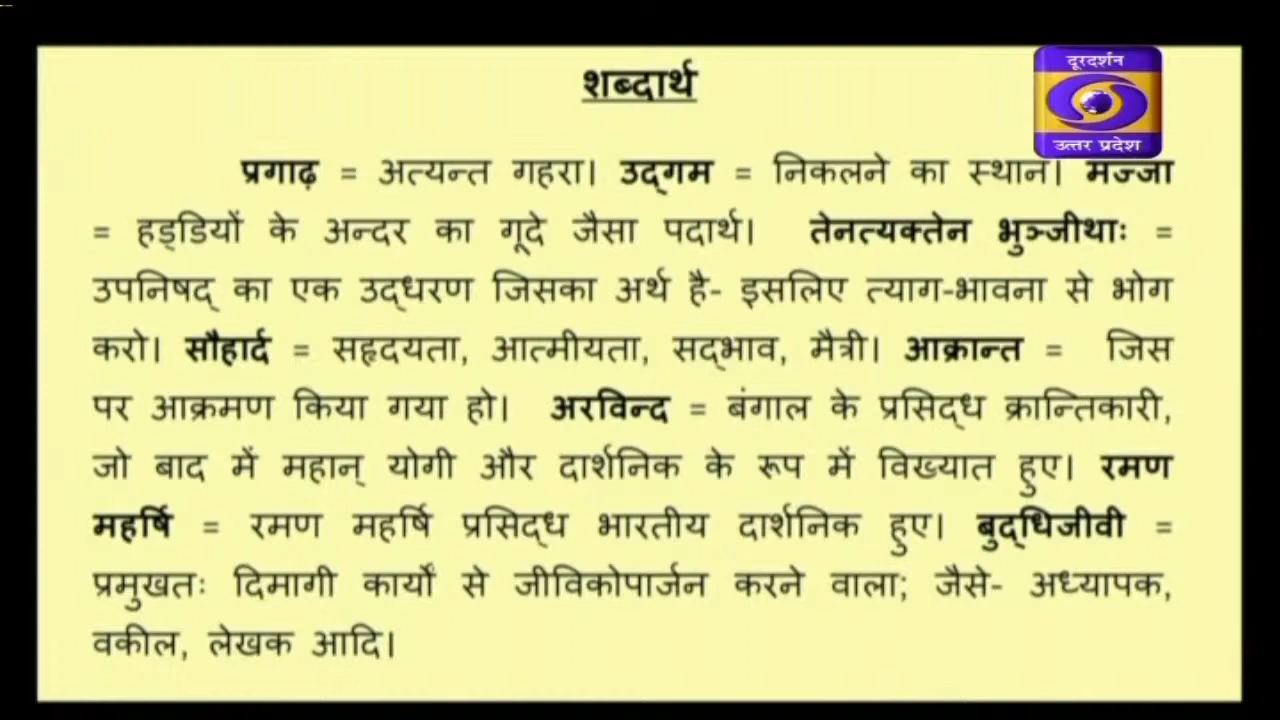 शब्दार्थ
दूरदर्शन
उत्तर प्रदेश
प्रगाढ़ = अत्यन्त गहरा। उद्‌गम = निकलने का स्थान। मज्जा
= हड्डियों के अन्दर का गूदे जैसा पदार्थ। तेनत्यक्तेन भुञ्जीथाः =
उपनिषद् का एक उद्‌धरण जिसका अर्थ है- इसलिए त्याग-भावना से भोग
करो। सौहार्द = सहृदयता, आत्मीयता, सद्‌भाव, मैत्री। आक्रान्त = जिस
पर आक्रमण किया गया हो। अरविन्द = बंगाल के प्रसिद्‌ध क्रान्तिकारी,
जो बाद में महान् योगी और दार्शनिक के रूप में विख्यात हुए। रमण
महर्षि = रमण महर्षि प्रसिद्‌ध भारतीय दार्शनिक हुए। बुद्‌धिजीवी =
प्रमुखतः दिमागी कार्यों से जीविकोपार्जन करने वाला; जैसे- अध्यापक,
वकील, लेखक आदि।